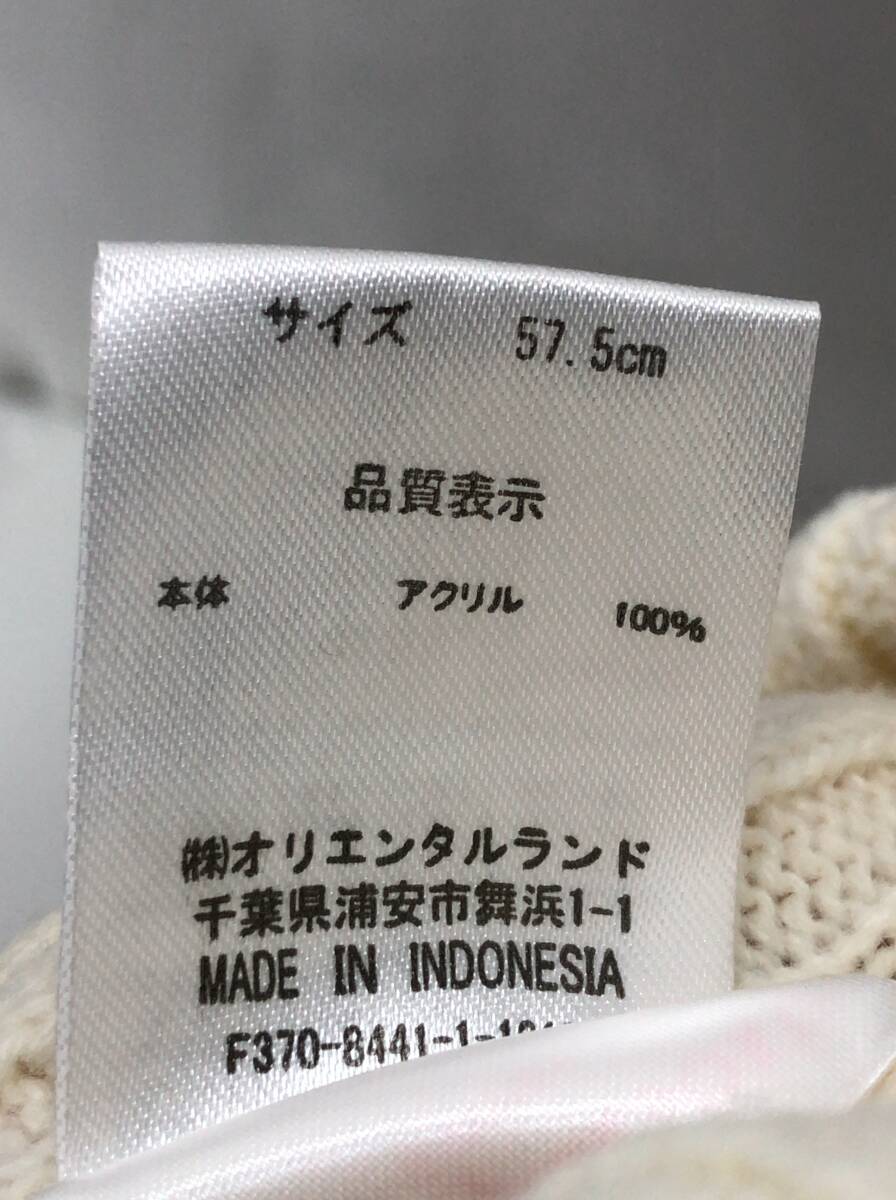 サイズ 57.5cm
品質表示
本体 アクリル 100%
㈱オリエンタルランド
千葉県浦安市舞浜1-1
MADE IN INDONESIA